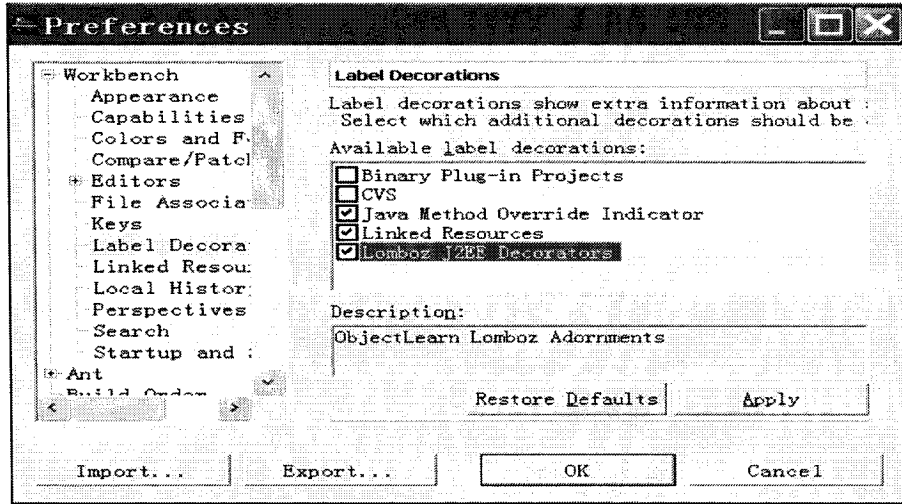 Preferences
Workbench
Appearance
Capabilities
Colors and F
Compare/Patcl
Editors
File Associa
Keys
Label Decora
Linked Resou
Local Histor
Perspectives
Search
Startup and
Ant
Build Order
Label Decorations
Label decorations show extra information about
Select which additional decorations should be
Available label decorations:
Binary Plug-in Projects
CVS
Java Method Override Indicator
Linked Resources
Lomboz J2EE Decorators
Description:
ObjectLearn Lomboz Adornments
Restore Defaults
Apply
Import...
Export...
OK
Cancel